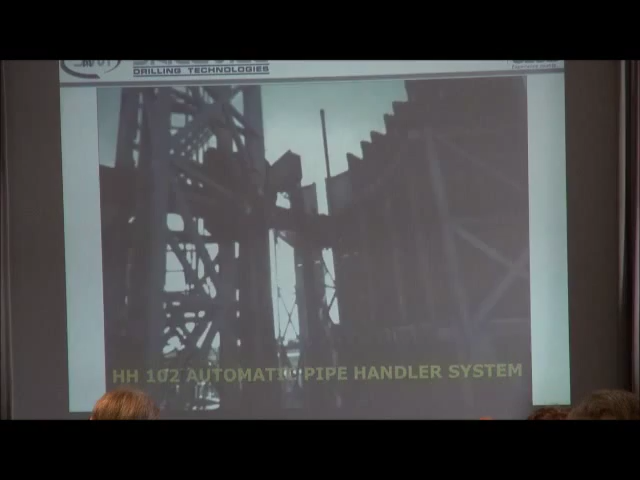 DRILLING TECHNOLOGIES
HH 102 AUTOMATIC PIPE HANDLER SYSTEM